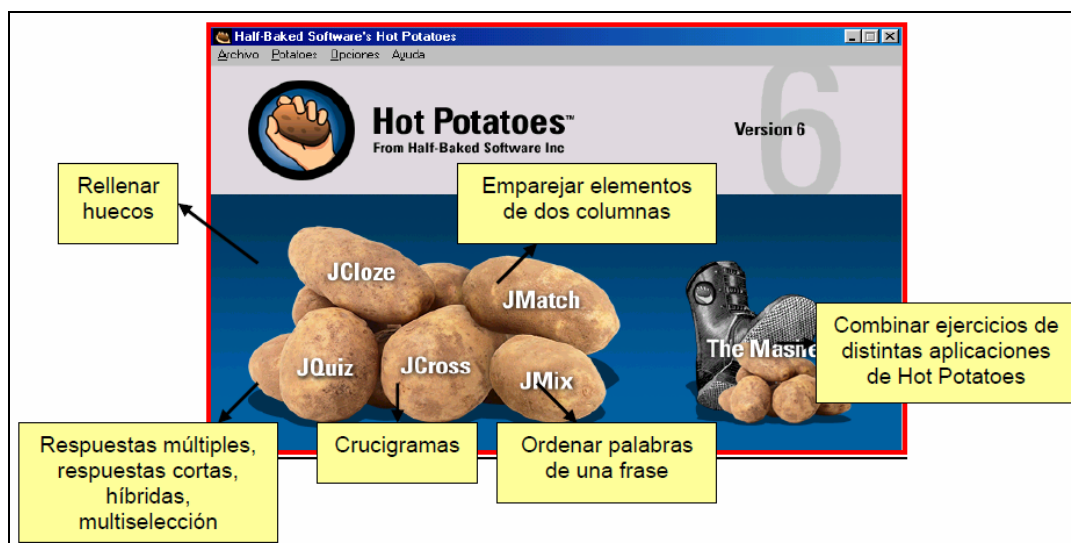 Half-Baked Software's Hot Potatoes
Archivo Potatoes Opciones Ayuda
6
Hot Potatoes™
From Half-Baked Software Inc
Version 6
Rellenar
huecos
Emparejar elementos
de dos columnas
JCloze
JMatch
The Mashe
Combinar ejercicios de
distintas aplicaciones
de Hot Potatoes
JQuiz
JCross
JMix
Respuestas múltiples,
respuestas cortas,
híbridas,
multiselección
Crucigramas
Ordenar palabras
de una frase